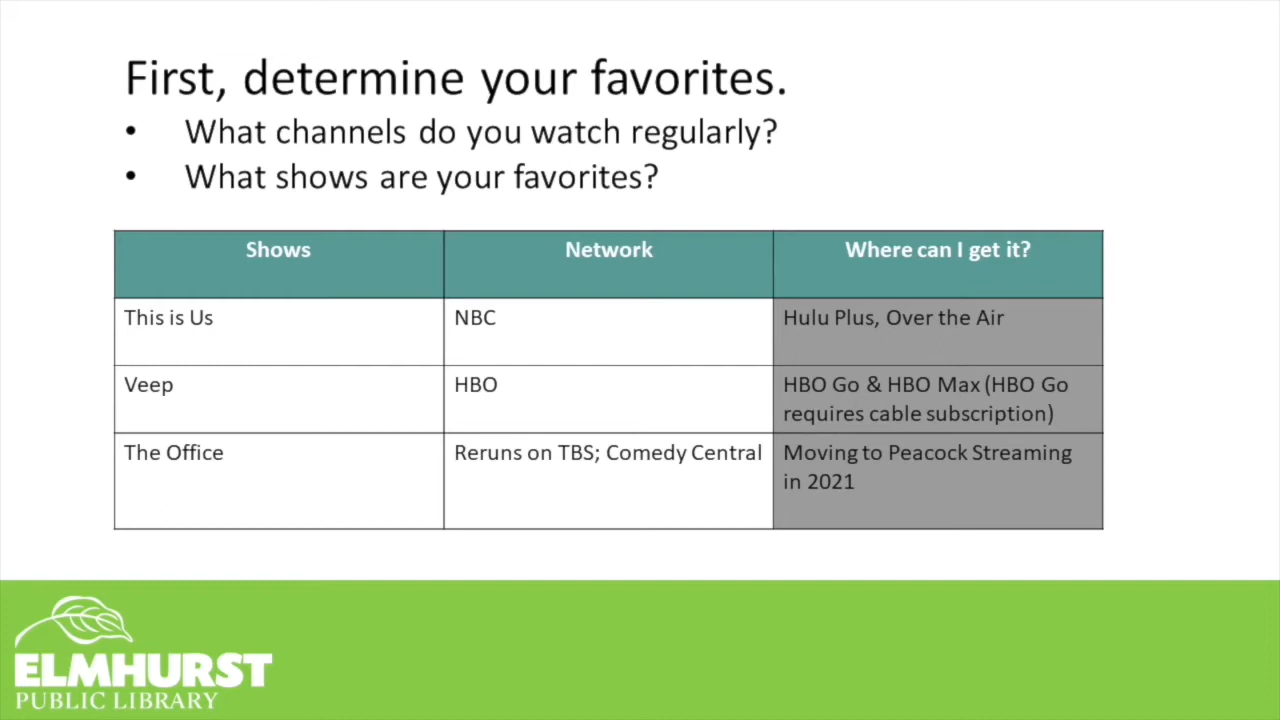 First, determine your favorites.
• What channels do you watch regularly?
• What shows are your favorites?
Shows Network Where can I get it?
This is Us NBC Hulu Plus, Over the Air
Veep HBO HBO Go & HBO Max (HBO Go
requires cable subscription)
The Office Reruns on TBS; Comedy Central Moving to Peacock Streaming
in 2021
ELMHURST
PUBLIC LIBRARY